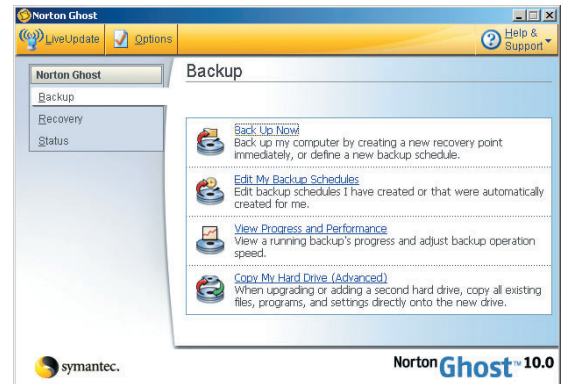 Norton Ghost
LiveUpdate Options Help & Support
Norton Ghost
Backup
Recovery
Status
Backup
Back Up Now
Back up my computer by creating a new recovery point
immediately, or define a new backup schedule.
Edit My Backup Schedules
Edit backup schedules I have created or that were automatically
created for me.
View Progress and Performance
View a running backup's progress and adjust backup operation
speed.
Copy My Hard Drive (Advanced)
When upgrading or adding a second hard drive, copy all existing
files, programs, and settings directly onto the new drive.
symantec.
Norton Ghost™ 10.0